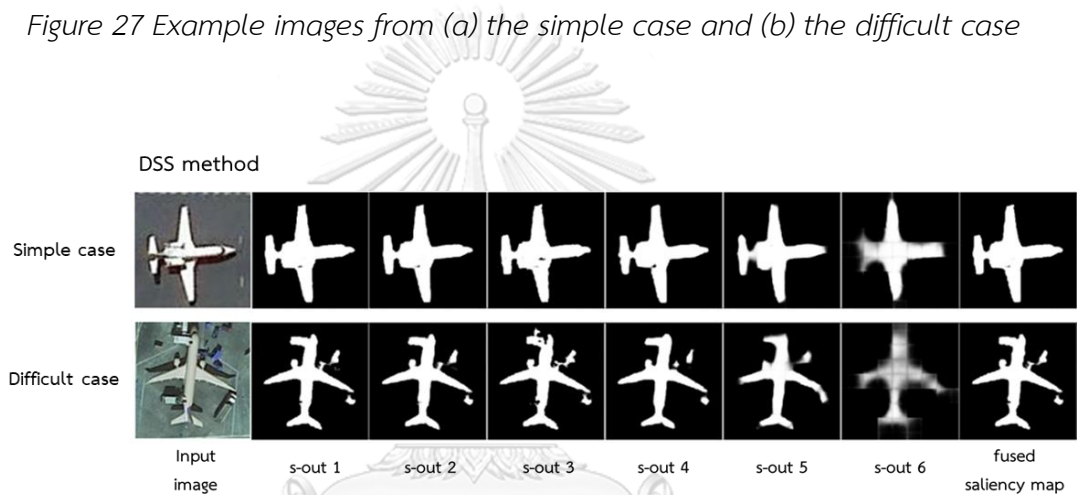 Figure 27 Example images from (a) the simple case and (b) the difficult case
DSS method
Simple case
Difficult case
Input
image
s-out 1
s-out 2
s-out 3
s-out 4
s-out 5
s-out 6
fused
saliency map